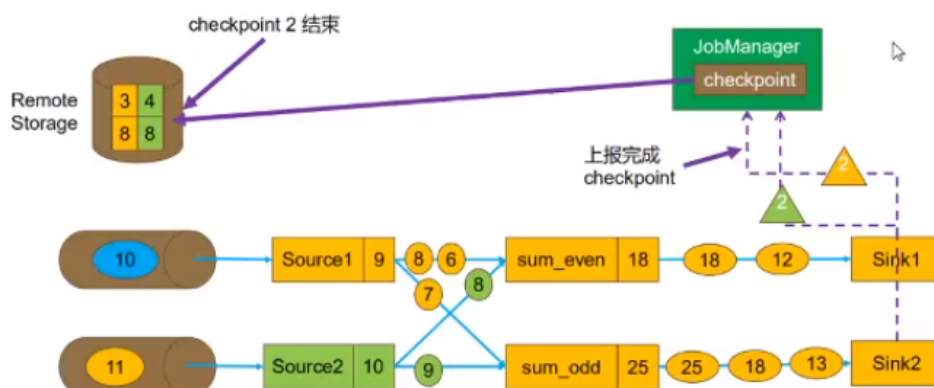 checkpoint 2 结束
JobManager
checkpoint
Remote
Storage
3 4
8 8
上报完成
checkpoint
2
2
10
Source1 9
8 6
sum_even 18
18
12
Sink1
7
8
11
Source2 10
9
sum_odd 25
25
18
13
Sink2